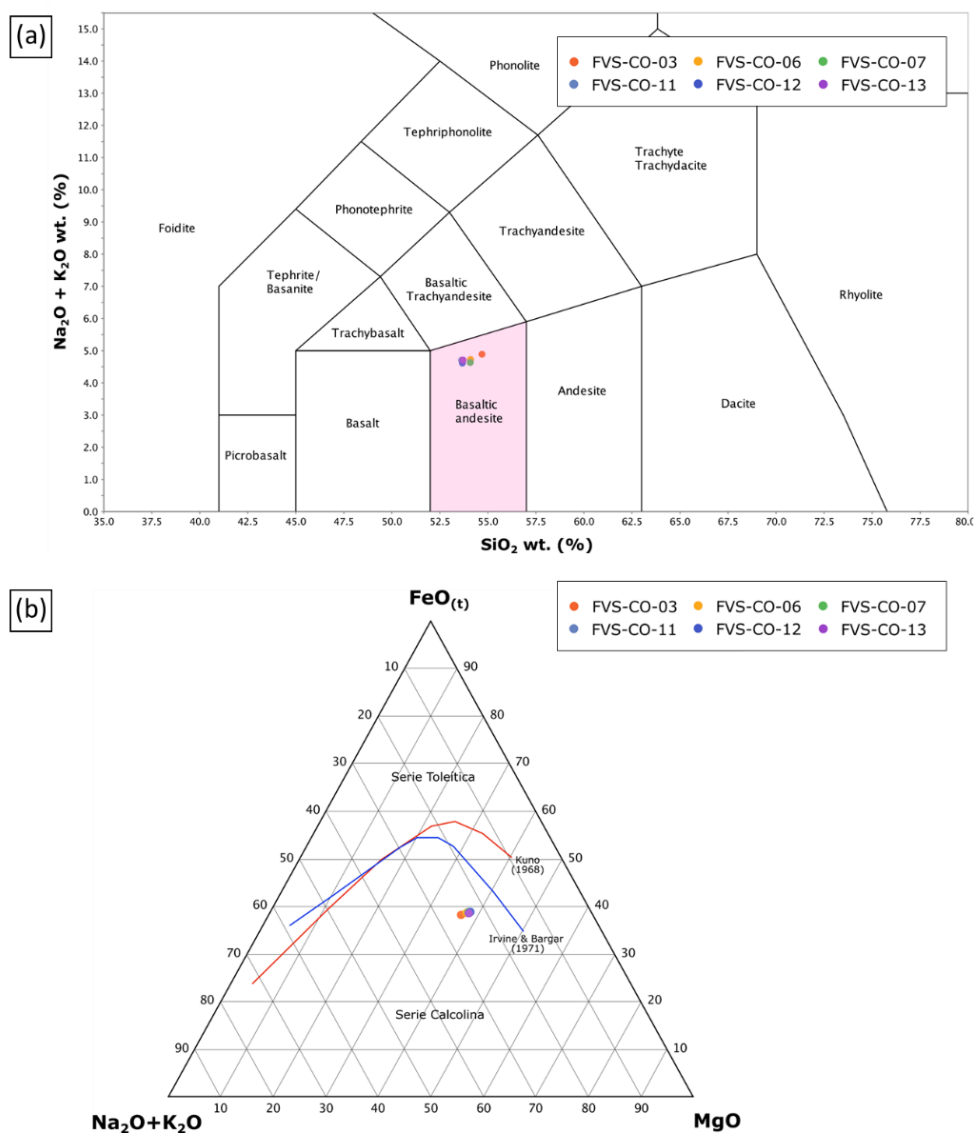 (a)
FVS-CO-03 FVS-CO-06 FVS-CO-07
FVS-CO-11 FVS-CO-12 FVS-CO-13
Na₂O + K₂O wt. (%)
15.0
14.0
13.0
12.0
11.0
10.0
9.0
8.0
7.0
6.0
5.0
4.0
3.0
2.0
1.0
0.0
Phonolite
Tephriphonolite
Trachyte
Trachydacite
Phonotephrite
Foidite
Trachyandesite
Tephrite/
Basanite
Basaltic
Trachyandesite
Rhyolite
Trachybasalt
Basalt
Basaltic
andesite
Andesite
Dacite
Picrobasalt
35.0 37.5 40.0 42.5 45.0 47.5 50.0 52.5 55.0 57.5 60.0 62.5 65.0 67.5 70.0 72.5 75.0 77.5 80.0
SiO₂ wt. (%)
(b)
FeO(t)
FVS-CO-03 FVS-CO-06 FVS-CO-07
FVS-CO-11 FVS-CO-12 FVS-CO-13
10 90
20 80
30 70
Serie Toleítica
40 60
50 50
Kuno
(1968)
60 40
Irvine & Bargar
(1971)
70 30
80 20
Serie Calcolina
90 10
10 20 30 40 50 60 70 80 90
Na₂O+K₂O MgO